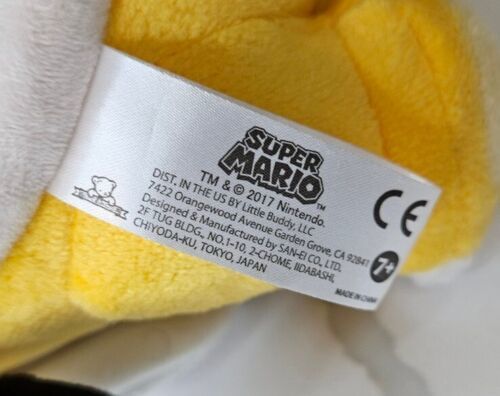 SUPER
MARIO™
TM & © 2017 Nintendo.
DIST. IN THE US BY Little Buddy, LLC
7422 Orangewood Avenue Garden Grove, CA 92841
Designed & Manufactured by SAN-EI CO., LTD.
2F TUG BLDG., NO.1-10, 2-CHOME, IIDABASHI,
CHIYODA-KU, TOKYO, JAPAN
CE
7+
MADE IN CHINA